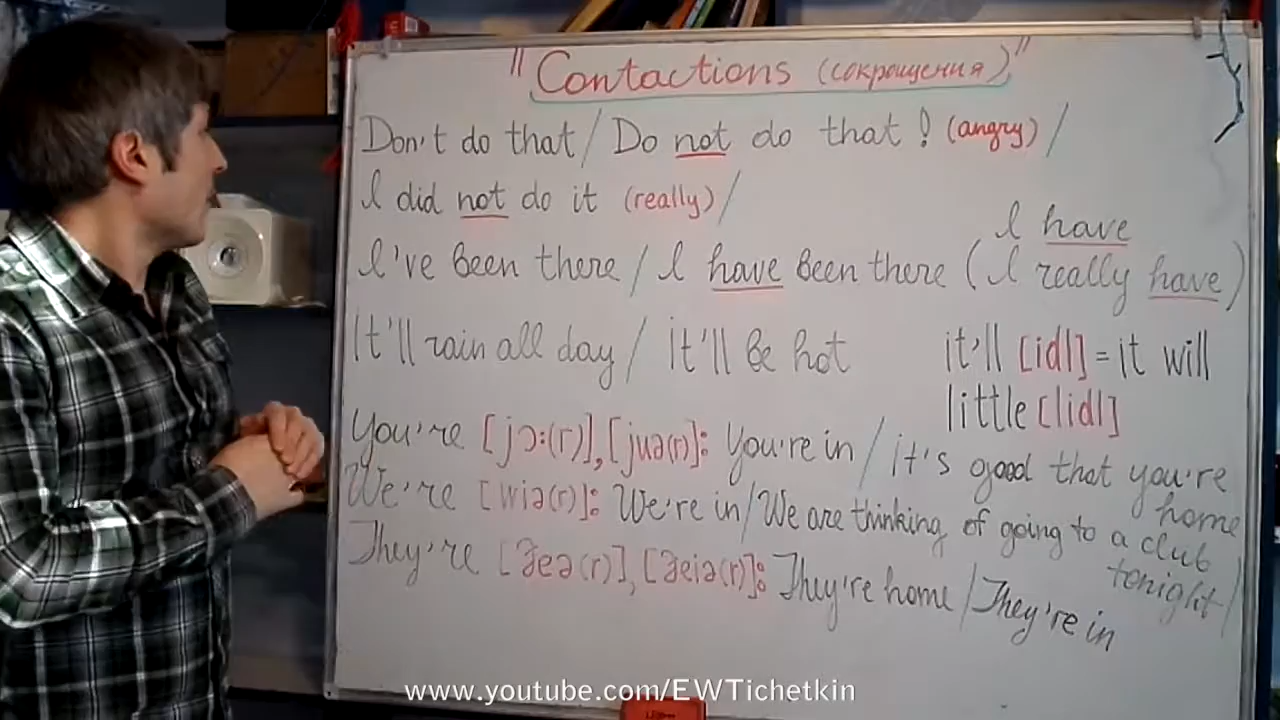 "Contactions (сокращения)"
Don't do that / Do not do that! (angry) /
I did not do it (really) /
I have
I've been there / I have been there (I really have)
It'll rain all day / it'll be hot
it'll [idl] = it will
little [lidl]
You're [jɔ:(r)], [juə(r)]: You're in / it's good that you're
home
We're [wiə(r)]: We're in / We are thinking of going to a club
tonight /
They're [ʒeə(r)], [ʒeiə(r)]: They're home / They're in
www.youtube.com/EWTichetkin